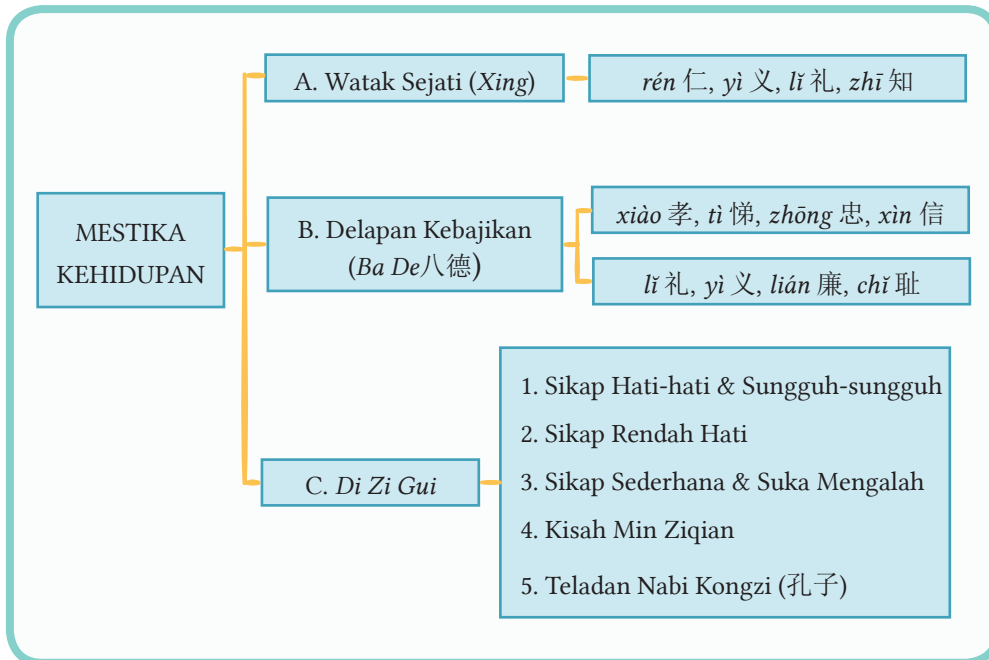 MESTIKA
KEHIDUPAN
A. Watak Sejati (Xing)
rén 仁, yì 义, lǐ 礼, zhī 知
B. Delapan Kebajikan
(Ba De八德)
xiào 孝, tì 悌, zhōng 忠, xìn 信
lǐ 礼, yì 义, lián 廉, chǐ 耻
C. Di Zi Gui
1. Sikap Hati-hati & Sungguh-sungguh
2. Sikap Rendah Hati
3. Sikap Sederhana & Suka Mengalah
4. Kisah Min Ziqian
5. Teladan Nabi Kongzi (孔子)